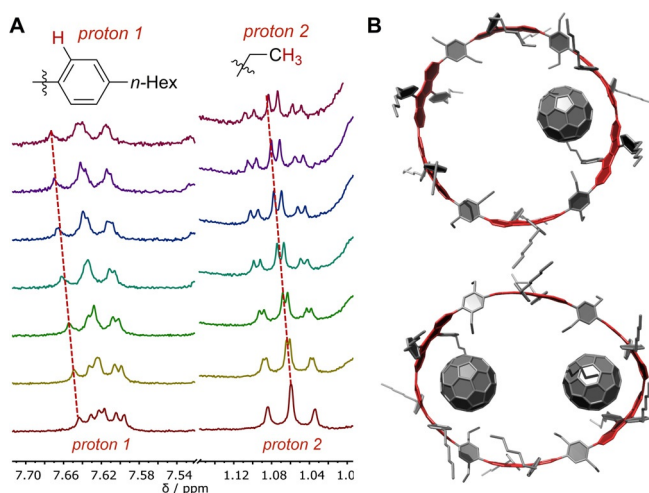 A
proton 1
proton 2
B
H
CH3
n-Hex
proton 1
proton 2
7.70
7.66
7.62
7.58
7.54
1.12
1.08
1.04
1.0
δ / ppm